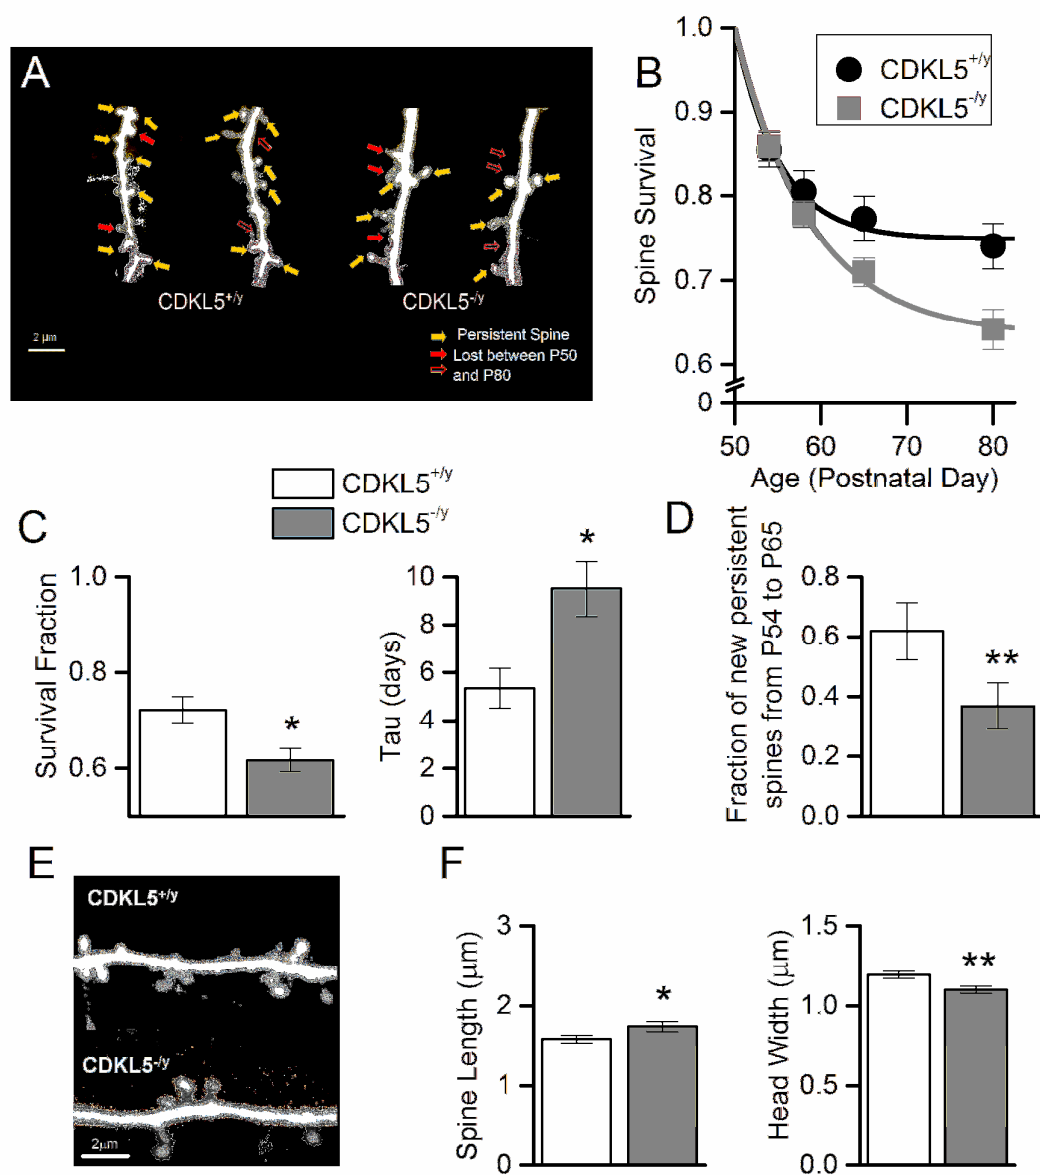 A
CDKL5+/y
CDKL5-/y
2 µm
Persistent Spine
Lost between P50
and P80
B
CDKL5+/y
CDKL5-/y
Spine Survival
1.0
0.9
0.8
0.7
0.6
0
50 60 70 80
Age (Postnatal Day)
CDKL5+/y
CDKL5-/y
C
Survival Fraction
1.0
0.8
0.6
*
Tau (days)
10
8
6
4
2
0
*
D
Fraction of new persistent
spines from P54 to P65
0.8
0.6
0.4
0.2
0.0
**
E
CDKL5+/y
CDKL5-/y
2µm
F
Spine Length (µm)
3
2
1
0
*
Head Width (µm)
1.5
1.0
0.5
0.0
**